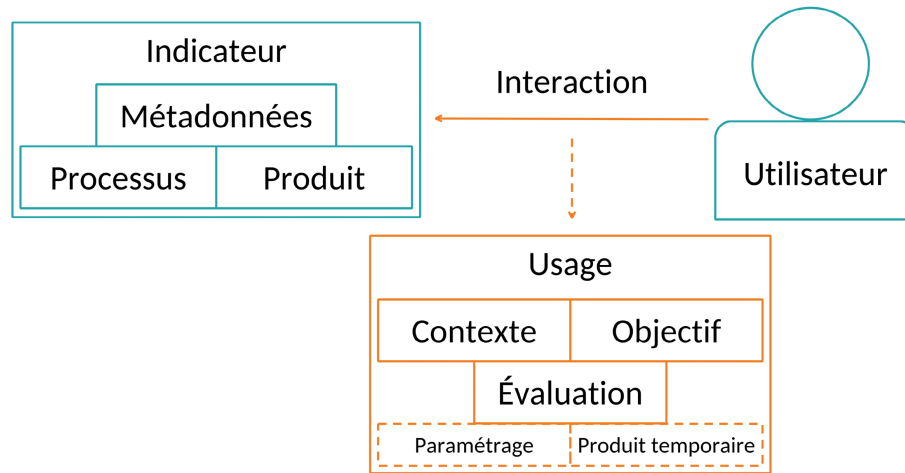 Indicateur
Métadonnées
Processus
Produit
Interaction
Utilisateur
Usage
Contexte
Objectif
Évaluation
Paramétrage
Produit temporaire